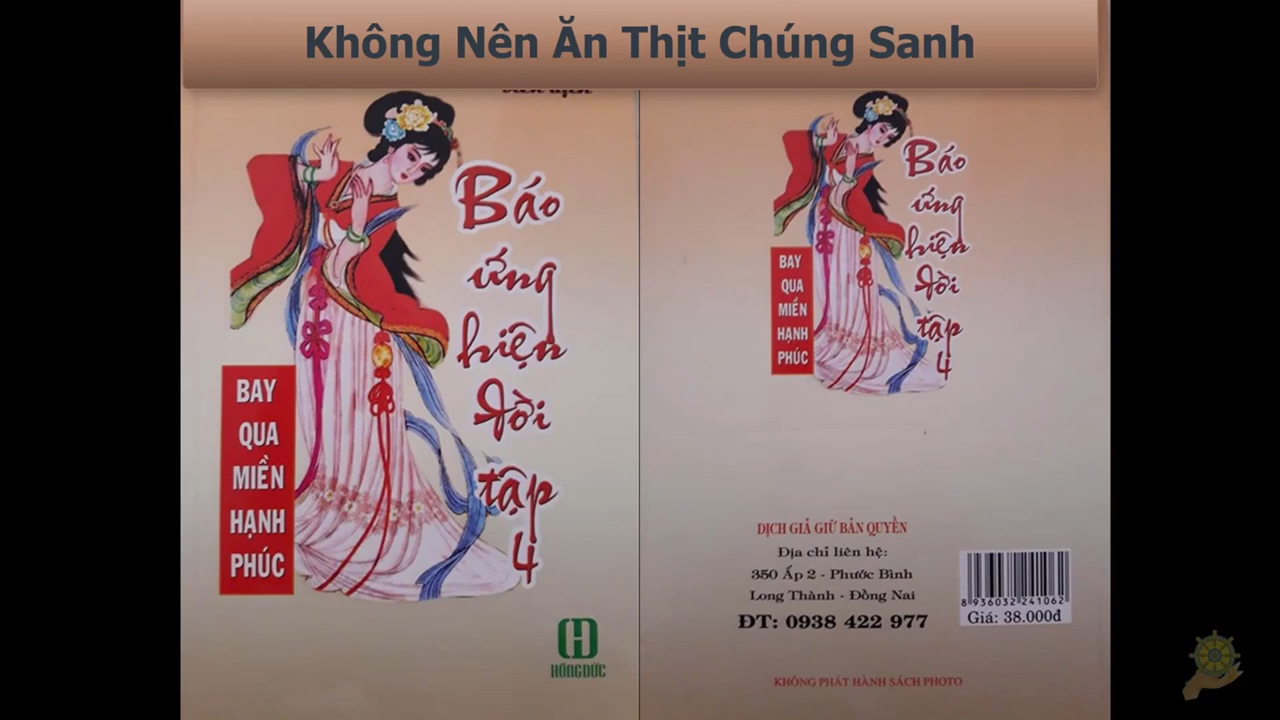 Không Nên Ăn Thịt Chúng Sanh
Báo
ứng
hiện
đời
tập
4
BAY
QUA
MIỀN
HẠNH
PHÚC
HỒNG ĐỨC
Báo
ứng
hiện
đời
tập
4
BAY
QUA
MIỀN
HẠNH
PHÚC
DỊCH GIẢ GIỮ BẢN QUYỀN
Địa chỉ liên hệ:
350 Ấp 2 - Phước Bình
Long Thành - Đồng Nai
ĐT: 0938 422 977
8 936032 241062
Giá: 38.000đ
KHÔNG PHÁT HÀNH SÁCH PHOTO